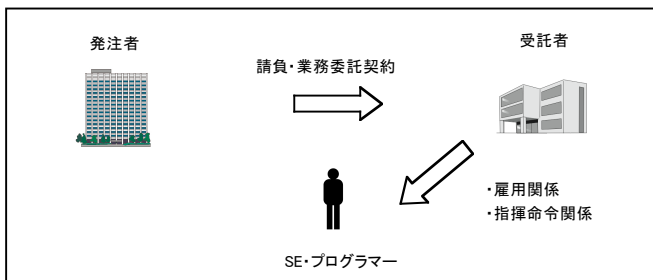 発注者
受託者
請負・業務委託契約
・雇用関係
・指揮命令関係
SE・プログラマー